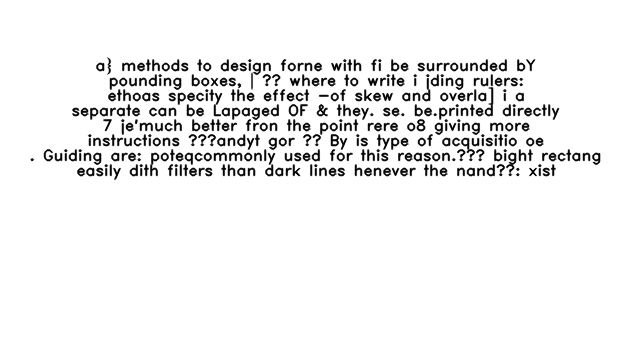 a} methods to design forne with fi be surrounded bY
pounding boxes, | ?? where to write i jding rulers:
ethoas specity the effect —of skew and overla] i a
separate can be Lapaged OF & they. se. be.printed directly
7 je'much better fron the point rere o8 giving more
instructions ???andyt gor ?? By is type of acquisitio oe
. Guiding are: poteqcommonly used for this reason.??? bight rectang
easily dith filters than dark lines henever the nand??: xist